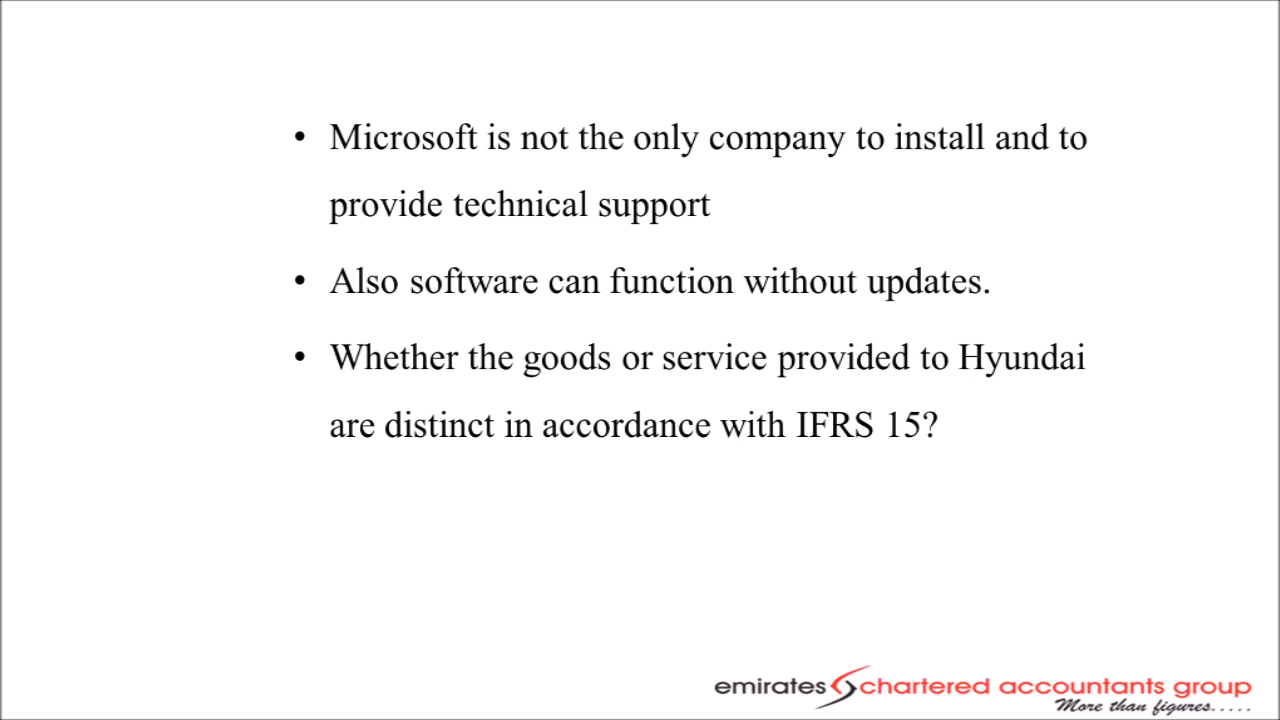 • Microsoft is not the only company to install and to
provide technical support
• Also software can function without updates.
• Whether the goods or service provided to Hyundai
are distinct in accordance with IFRS 15?
emirates chartered accountants group
More than figures.....